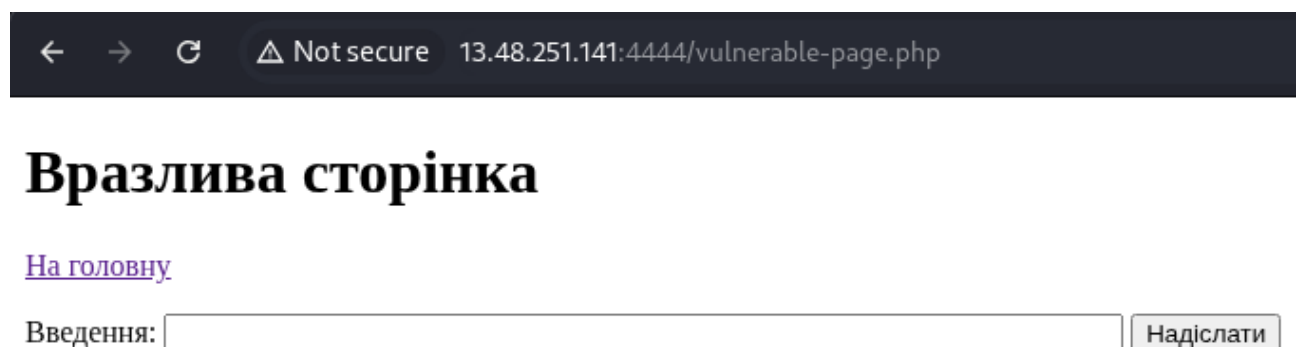 Not secure 13.48.251.141:4444/vulnerable-page.php
Вразлива сторінка
На головну
Введення: Надіслати